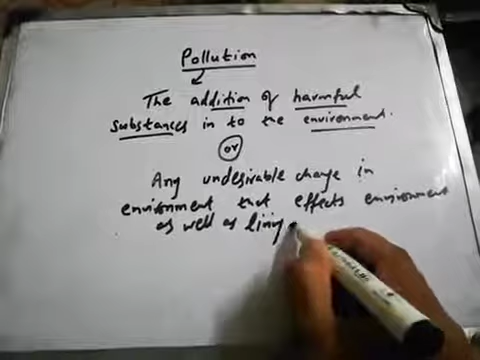 Pollution
The addition of harmful
substances in to the environment.
or
Any undesirable change in
environment that effects environment
as well as living